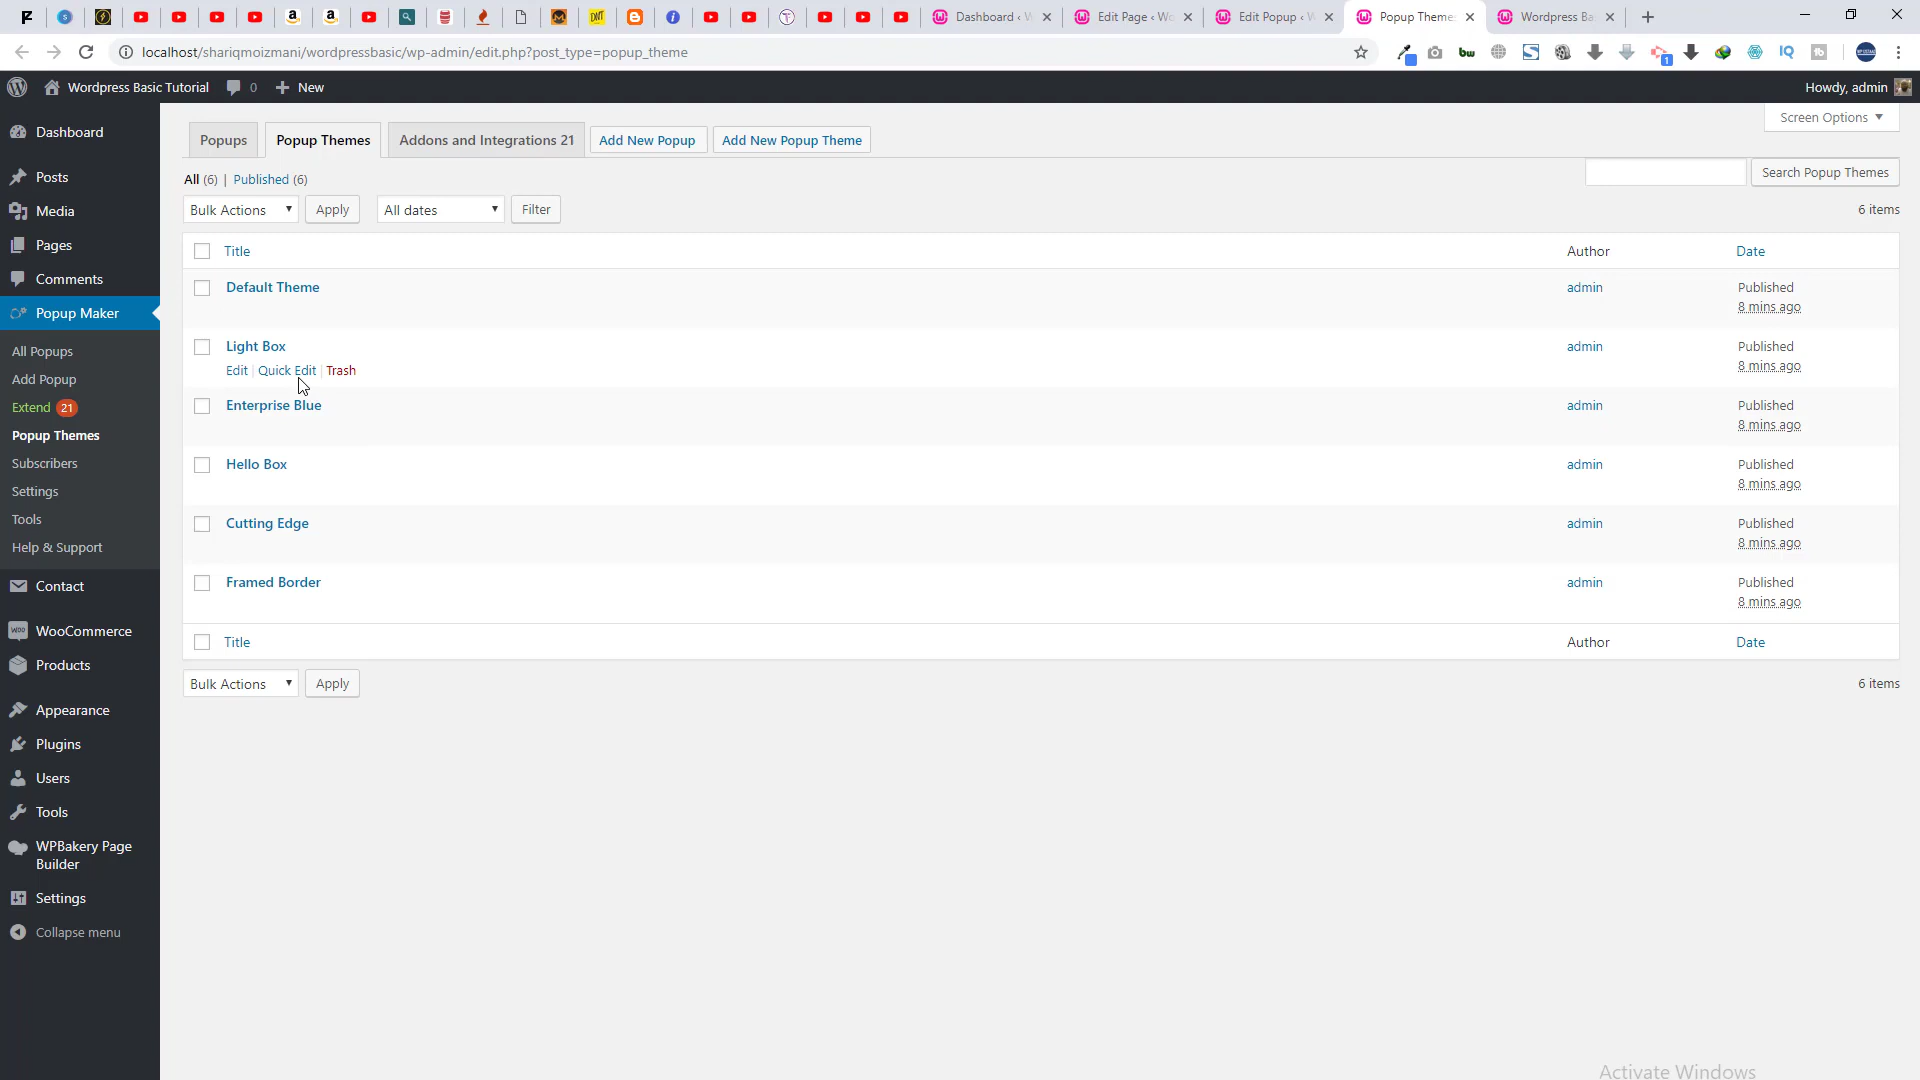 Dashboard ‹ W
Edit Page ‹ Wo
Edit Popup ‹ W
Popup Theme
Wordpress Ba
localhost/shariqmoizmani/wordpressbasic/wp-admin/edit.php?post_type=popup_theme
Wordpress Basic Tutorial 0 New Howdy, admin
Screen Options
Dashboard
Posts
Media
Pages
Comments
Popup Maker
All Popups
Add Popup
Extend 21
Popup Themes
Subscribers
Settings
Tools
Help & Support
Contact
WooCommerce
Products
Appearance
Plugins
Users
Tools
WPBakery Page
Builder
Settings
Collapse menu
Popups Popup Themes Addons and Integrations 21 Add New Popup Add New Popup Theme
All (6) | Published (6)
Search Popup Themes
Bulk Actions Apply All dates Filter 6 items
Title Author Date
Default Theme admin Published
8 mins ago
Light Box admin Published
Edit | Quick Edit | Trash 8 mins ago
Enterprise Blue admin Published
8 mins ago
Hello Box admin Published
8 mins ago
Cutting Edge admin Published
8 mins ago
Framed Border admin Published
8 mins ago
Title Author Date
Bulk Actions Apply 6 items
Activate Windows